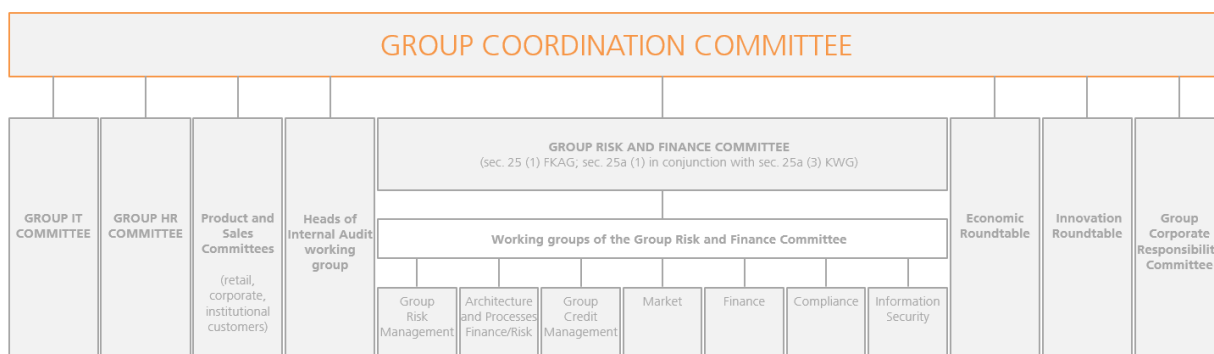 GROUP COORDINATION COMMITTEE
GROUP IT
COMMITTEE
GROUP HR
COMMITTEE
Product and
Sales
Committees
(retail,
corporate,
institutional
customers)
Heads of
Internal Audit
working
group
GROUP RISK AND FINANCE COMMITTEE
(sec. 25 (1) FKAG; sec. 25a (1) in conjunction with sec. 25a (3) KWG)
Working groups of the Group Risk and Finance Committee
Group
Risk
Management
Architecture
and Processes
Finance/Risk
Group
Credit
Management
Market
Finance
Compliance
Information
Security
Economic
Roundtable
Innovation
Roundtable
Group
Corporate
Responsibilit
Committee